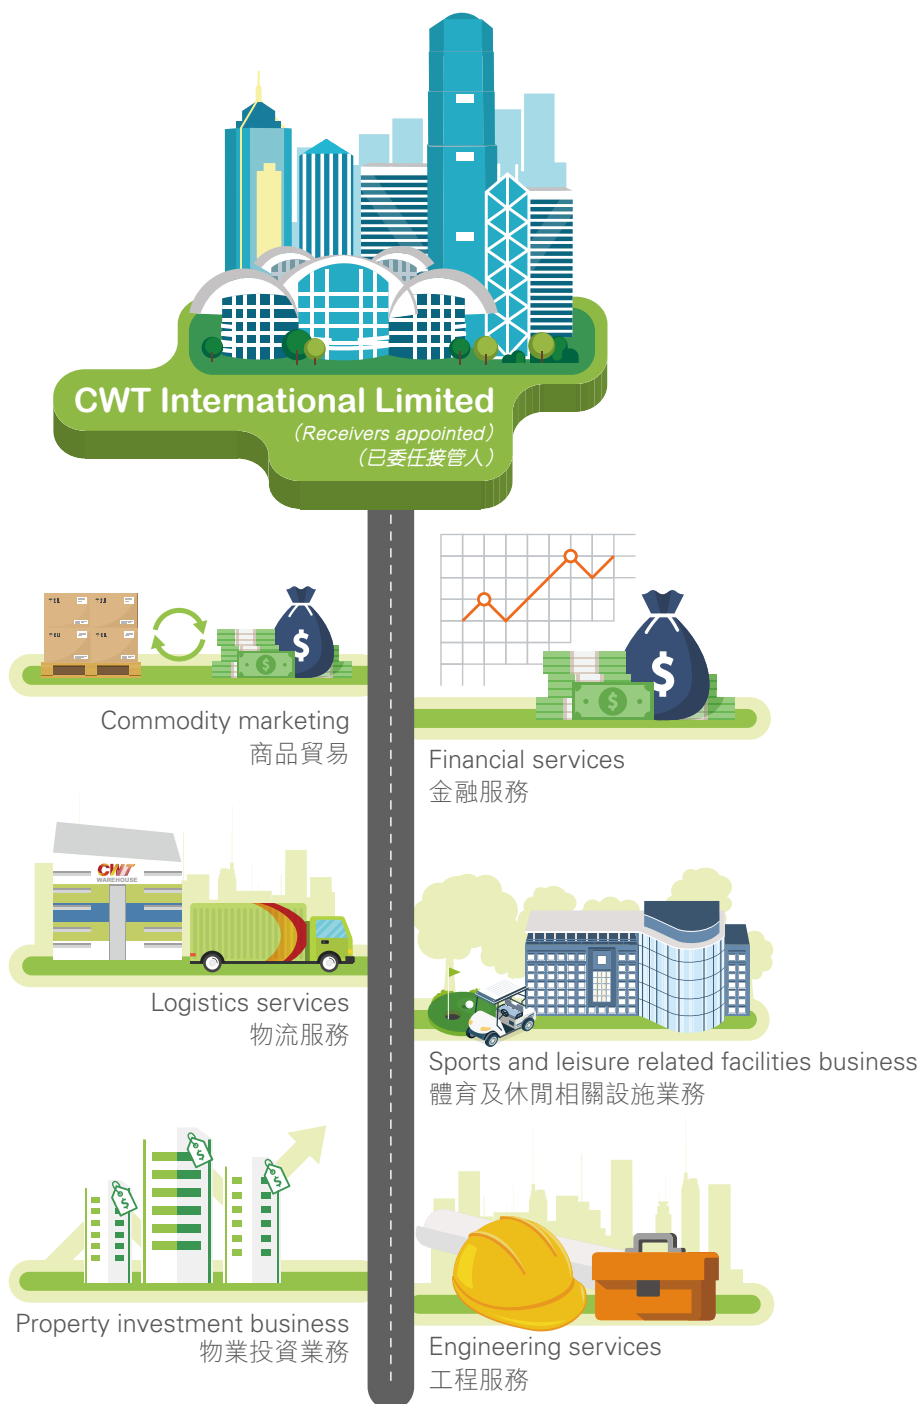 CWT International Limited
(Receivers appointed)
(已委任接管人)
$
$
$
$
Commodity marketing
商品貿易
Financial services
金融服務
CWT
WAREHOUSE
Logistics services
物流服務
Sports and leisure related facilities business
體育及休閒相關設施業務
$
$
$
Property investment business
物業投資業務
Engineering services
工程服務